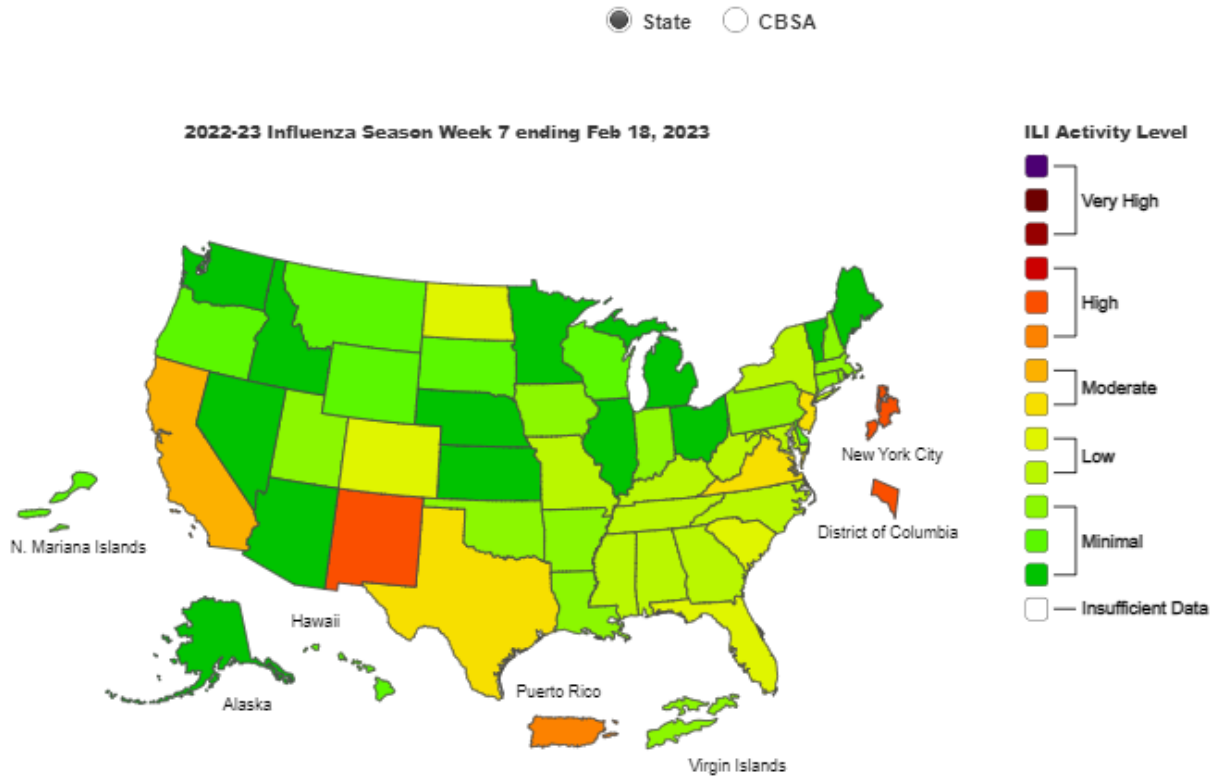 State CBSA
2022-23 Influenza Season Week 7 ending Feb 18, 2023
ILI Activity Level
Very High
High
Moderate
Low
Minimal
Insufficient Data
New York City
District of Columbia
N. Mariana Islands
Hawaii
Alaska
Puerto Rico
Virgin Islands